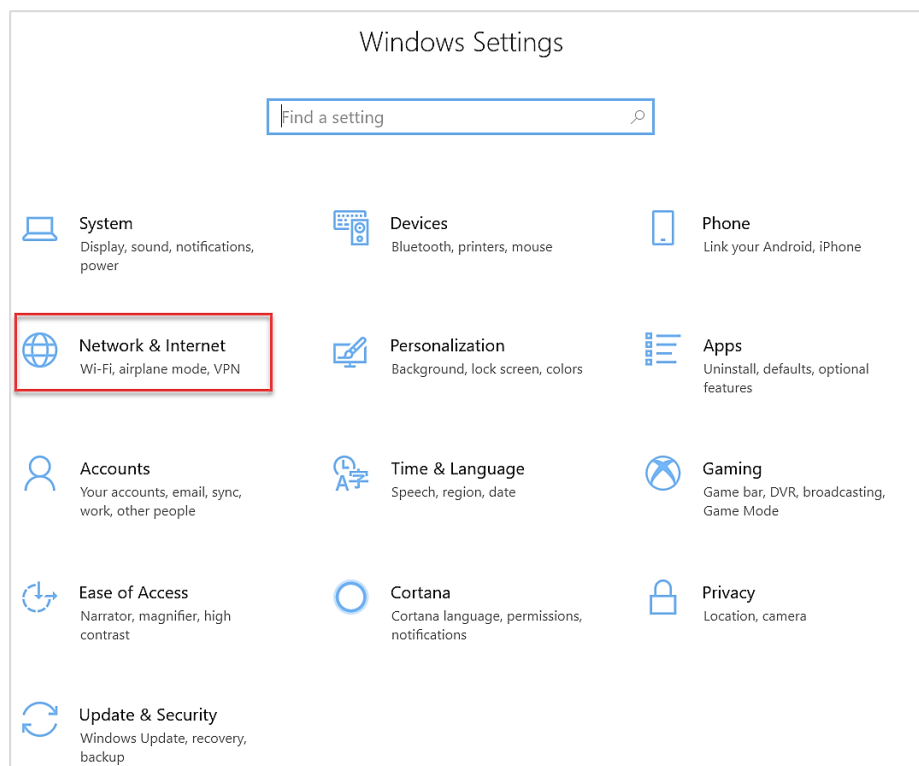 Windows Settings
Find a setting
System
Display, sound, notifications,
power
Devices
Bluetooth, printers, mouse
Phone
Link your Android, iPhone
Network & Internet
Wi-Fi, airplane mode, VPN
Personalization
Background, lock screen, colors
Apps
Uninstall, defaults, optional
features
Accounts
Your accounts, email, sync,
work, other people
Time & Language
Speech, region, date
Gaming
Game bar, DVR, broadcasting,
Game Mode
Ease of Access
Narrator, magnifier, high
contrast
Cortana
Cortana language, permissions,
notifications
Privacy
Location, camera
Update & Security
Windows Update, recovery,
backup